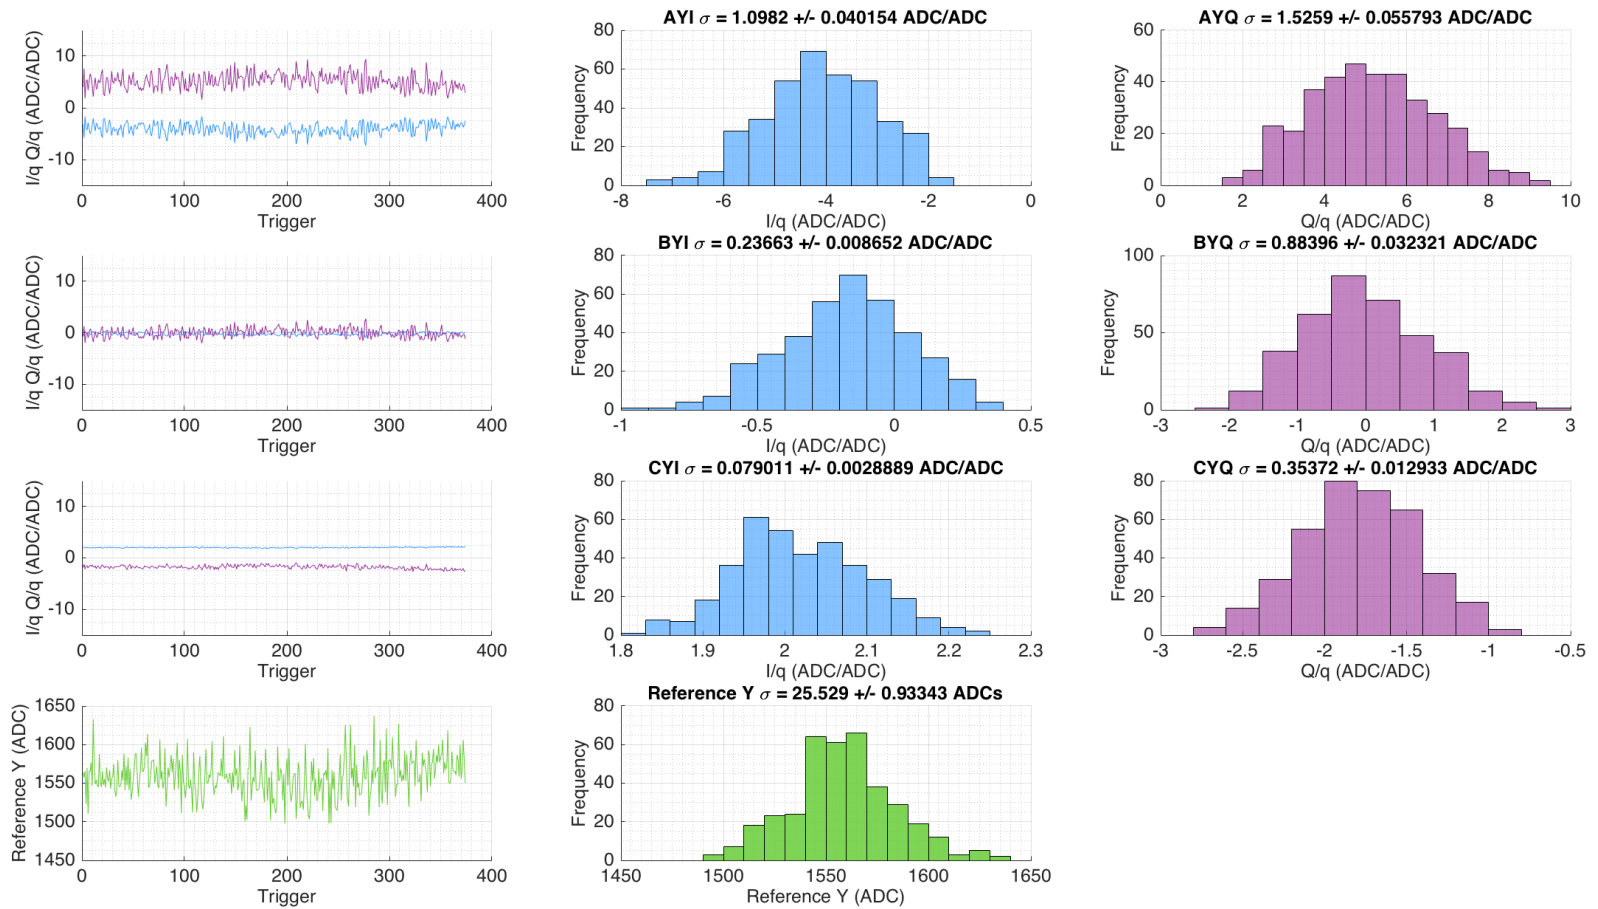 AYI σ = 1.0982 +/- 0.040154 ADC/ADC
AYQ σ = 1.5259 +/- 0.055793 ADC/ADC
I/q Q/q (ADC/ADC)
10
0
-10
0 100 200 300 400
Trigger
Frequency
80
60
40
20
0
-8 -6 -4 -2 0
I/q (ADC/ADC)
Frequency
60
40
20
0
0 2 4 6 8 10
Q/q (ADC/ADC)
BYI σ = 0.23663 +/- 0.008652 ADC/ADC
BYQ σ = 0.88396 +/- 0.032321 ADC/ADC
I/q Q/q (ADC/ADC)
10
0
-10
0 100 200 300 400
Trigger
Frequency
80
60
40
20
0
-1 -0.5 0 0.5
I/q (ADC/ADC)
Frequency
100
50
0
-3 -2 -1 0 1 2 3
Q/q (ADC/ADC)
CYI σ = 0.079011 +/- 0.0028889 ADC/ADC
CYQ σ = 0.35372 +/- 0.012933 ADC/ADC
I/q Q/q (ADC/ADC)
10
0
-10
0 100 200 300 400
Trigger
Frequency
80
60
40
20
0
1.8 1.9 2 2.1 2.2 2.3
I/q (ADC/ADC)
Frequency
80
60
40
20
0
-3 -2.5 -2 -1.5 -1 -0.5
Q/q (ADC/ADC)
Reference Y σ = 25.529 +/- 0.93343 ADCs
Reference Y (ADC)
1650
1600
1550
1500
1450
0 100 200 300 400
Trigger
Frequency
80
60
40
20
0
1450 1500 1550 1600 1650
Reference Y (ADC)